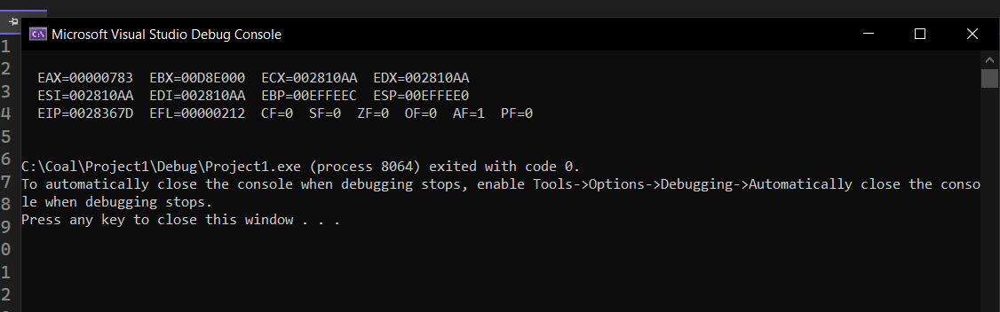 Microsoft Visual Studio Debug Console
1
2
3
4
5
6
7
8
9
0
1
2
EAX=00000783  EBX=00D8E000  ECX=002810AA  EDX=002810AA
ESI=002810AA  EDI=002810AA  EBP=00EFFEEC  ESP=00EFFEE0
EIP=0028367D  EFL=00000212  CF=0  SF=0  ZF=0  OF=0  AF=1  PF=0
C:\Coal\Project1\Debug\Project1.exe (process 8064) exited with code 0.
To automatically close the console when debugging stops, enable Tools->Options->Debugging->Automatically close the conso
le when debugging stops.
Press any key to close this window . . .